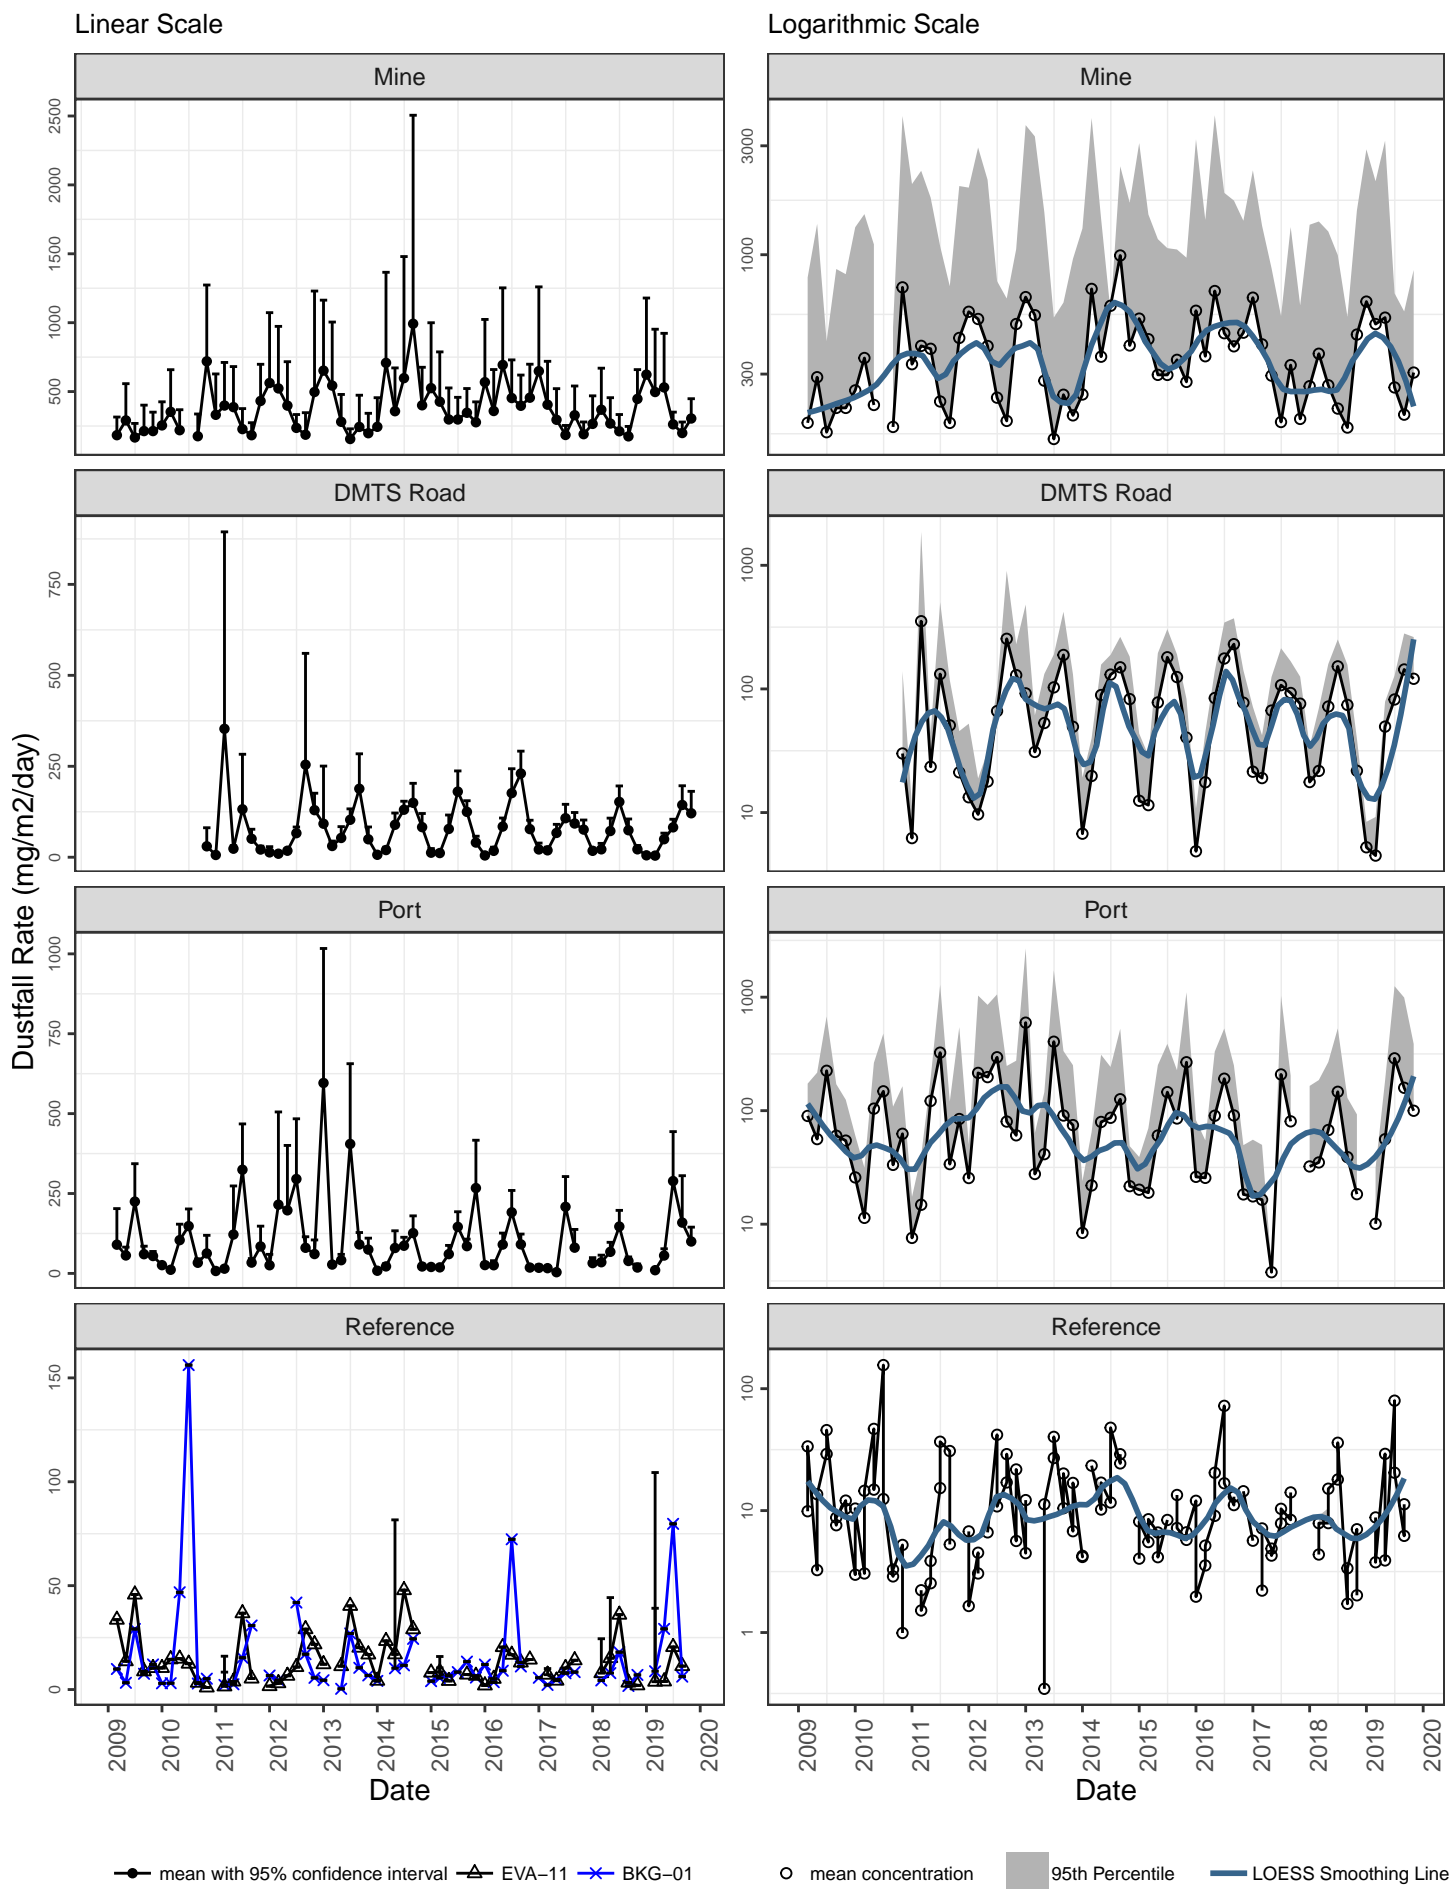 Linear Scale
Logarithmic Scale
Mine
Mine
2500
2000
1500
1000
500
3000
1000
300
DMTS Road
DMTS Road
750
500
250
0
1000
100
10
Port
Port
1000
750
500
250
0
1000
100
10
Reference
Reference
150
100
50
0
100
10
1
Dustfall Rate (mg/m2/day)
2009 2010 2011 2012 2013 2014 2015 2016 2017 2018 2019 2020
2009 2010 2011 2012 2013 2014 2015 2016 2017 2018 2019 2020
Date
Date
mean with 95% confidence interval EVA−11 BKG−01
mean concentration 95th Percentile LOESS Smoothing Line